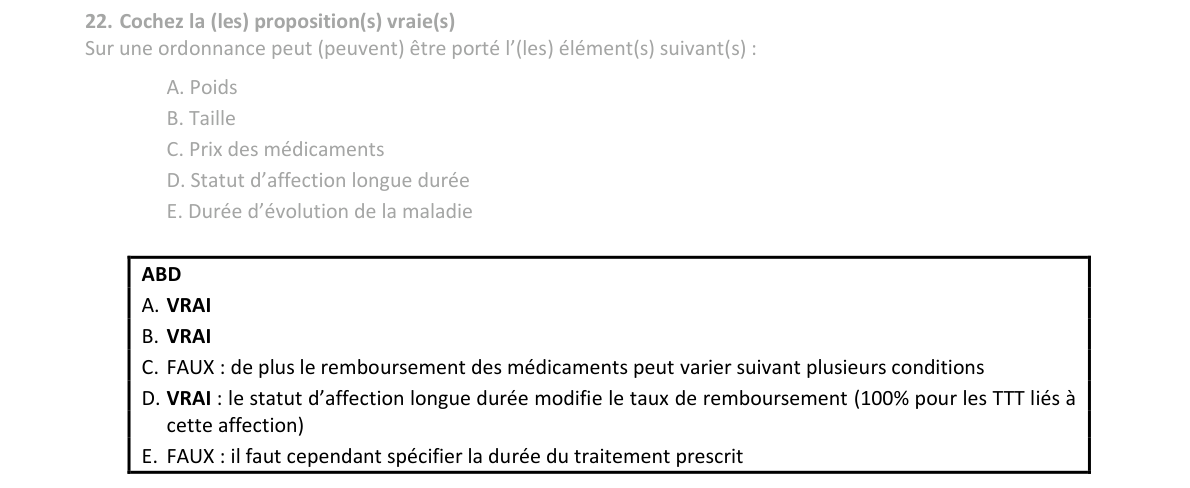 22. Cochez la (les) proposition(s) vraie(s)
Sur une ordonnance peut (peuvent) être porté l’(les) élément(s) suivant(s) :
A. Poids
B. Taille
C. Prix des médicaments
D. Statut d’affection longue durée
E. Durée d’évolution de la maladie
ABD
A. VRAI
B. VRAI
C. FAUX : de plus le remboursement des médicaments peut varier suivant plusieurs conditions
D. VRAI : le statut d’affection longue durée modifie le taux de remboursement (100% pour les TTT liés à
cette affection)
E. FAUX : il faut cependant spécifier la durée du traitement prescrit